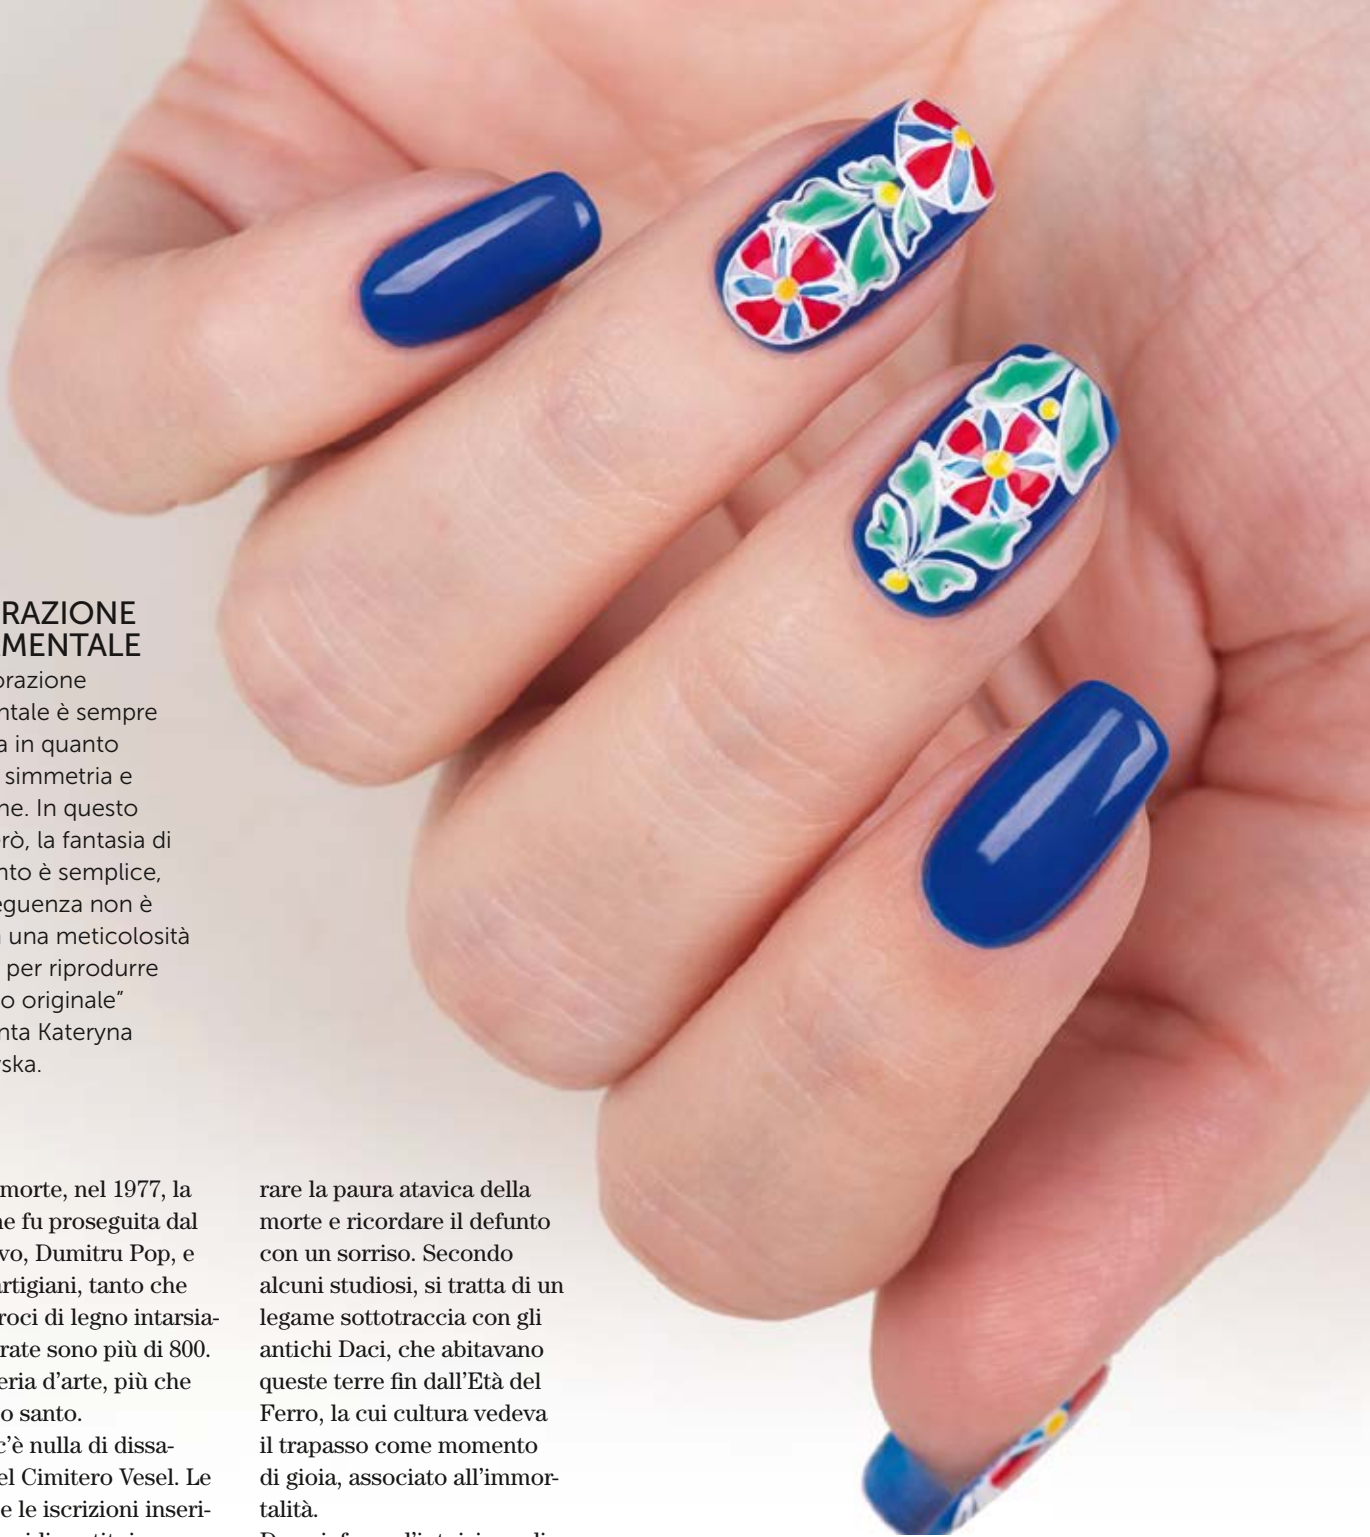 RAZIONE
MENTALE
orazione
ntale è sempre
a in quanto
simmetria e
ne. In questo
rò, la fantasia di
nto è semplice,
eguenza non è
una meticolosità
per riprodurre
o originale”
nta Kateryna
ska.
morte, nel 1977, la
ne fu proseguita dal
vo, Dumitru Pop, e
artigiani, tanto che
roci di legno intarsia-
rate sono più di 800.
eria d’arte, più che
o santo.
c’è nulla di dissa-
el Cimitero Vesel. Le
e le iscrizioni inseri-
rare la paura atavica della
morte e ricordare il defunto
con un sorriso. Secondo
alcuni studiosi, si tratta di un
legame sottotraccia con gli
antichi Daci, che abitavano
queste terre fin dall’Età del
Ferro, la cui cultura vedeva
il trapasso come momento
di gioia, associato all’immor-
talità.